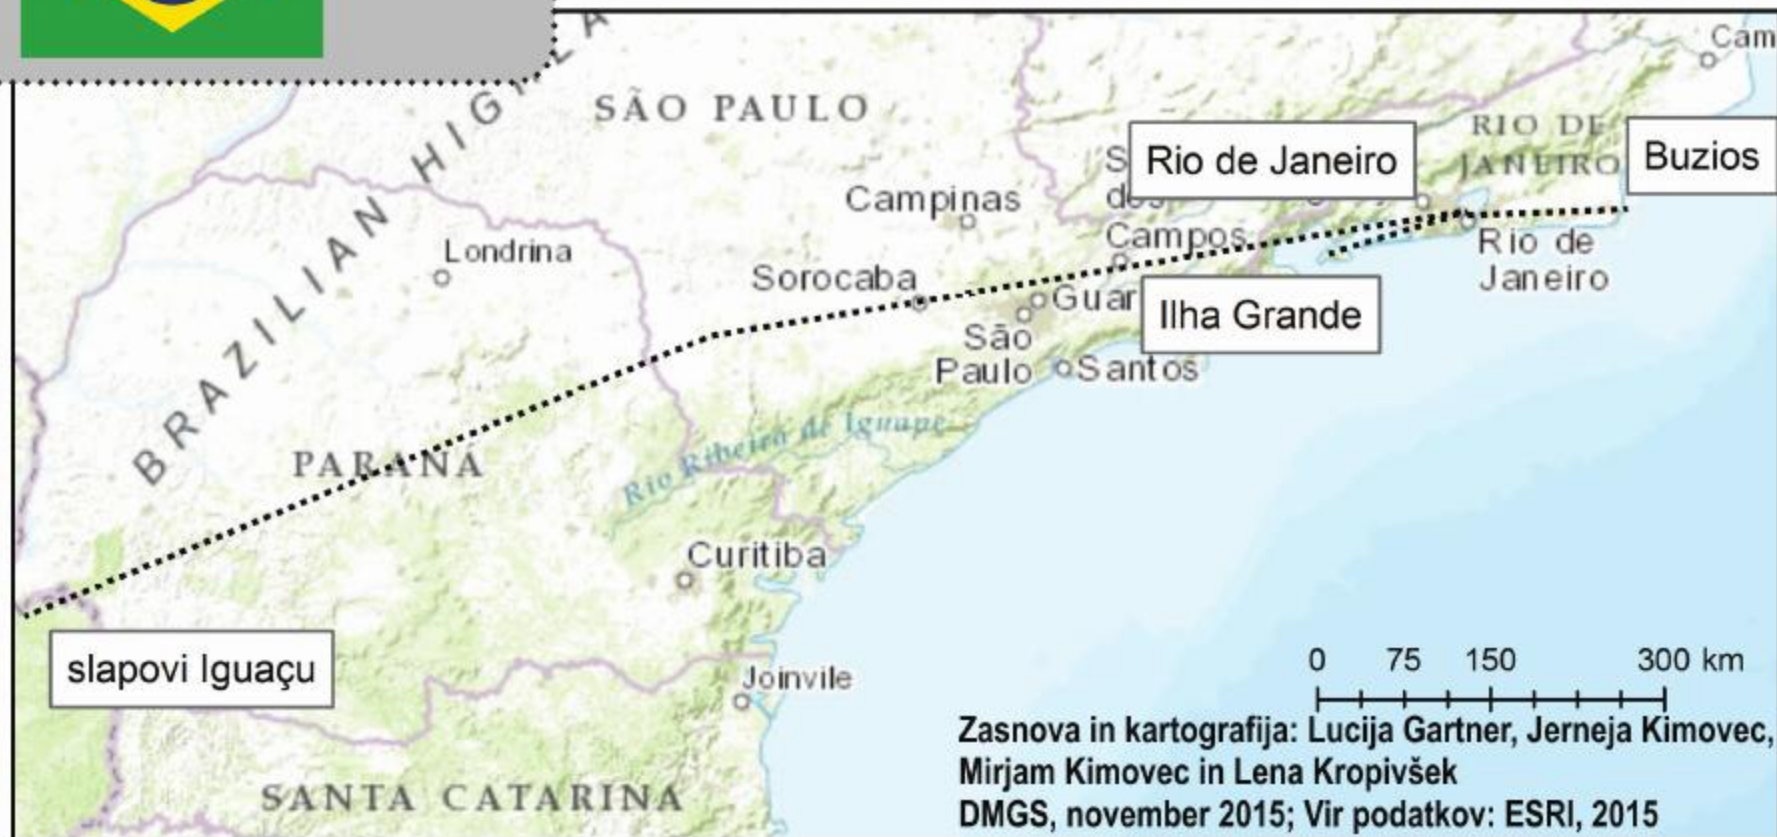 BRAZILIAN HIGHLA
SÃO PAULO
Cam
RIO DE
JANEIRO
Rio de Janeiro
Buzios
S
dos
Campos
Campinas
Londrina
Sorocaba
Guar
Rio de
Janeiro
Ilha Grande
São
Paulo
Santos
PARANÁ
Rio Ribeira de Iguape
Curitiba
slapovi Iguaçu
Joinvile
SANTA CATARINA
0 75 150 300 km
Zasnova in kartografija: Lucija Gartner, Jerneja Kimovec,
Mirjam Kimovec in Lena Kropivšek
DMGS, november 2015; Vir podatkov: ESRI, 2015